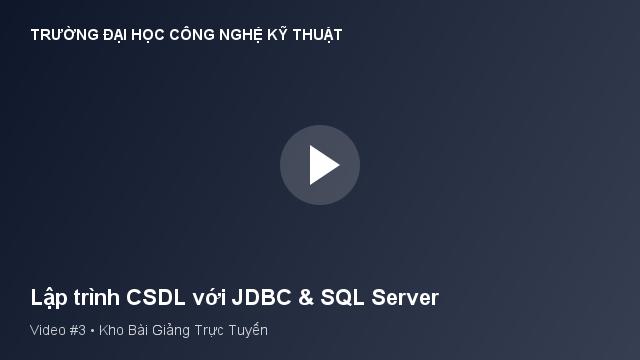 TRƯỜNG ĐẠI HỌC CÔNG NGHỆ KỸ THUẬT
Lập trình CSDL với JDBC & SQL Server
Video #3 • Kho Bài Giảng Trực Tuyến